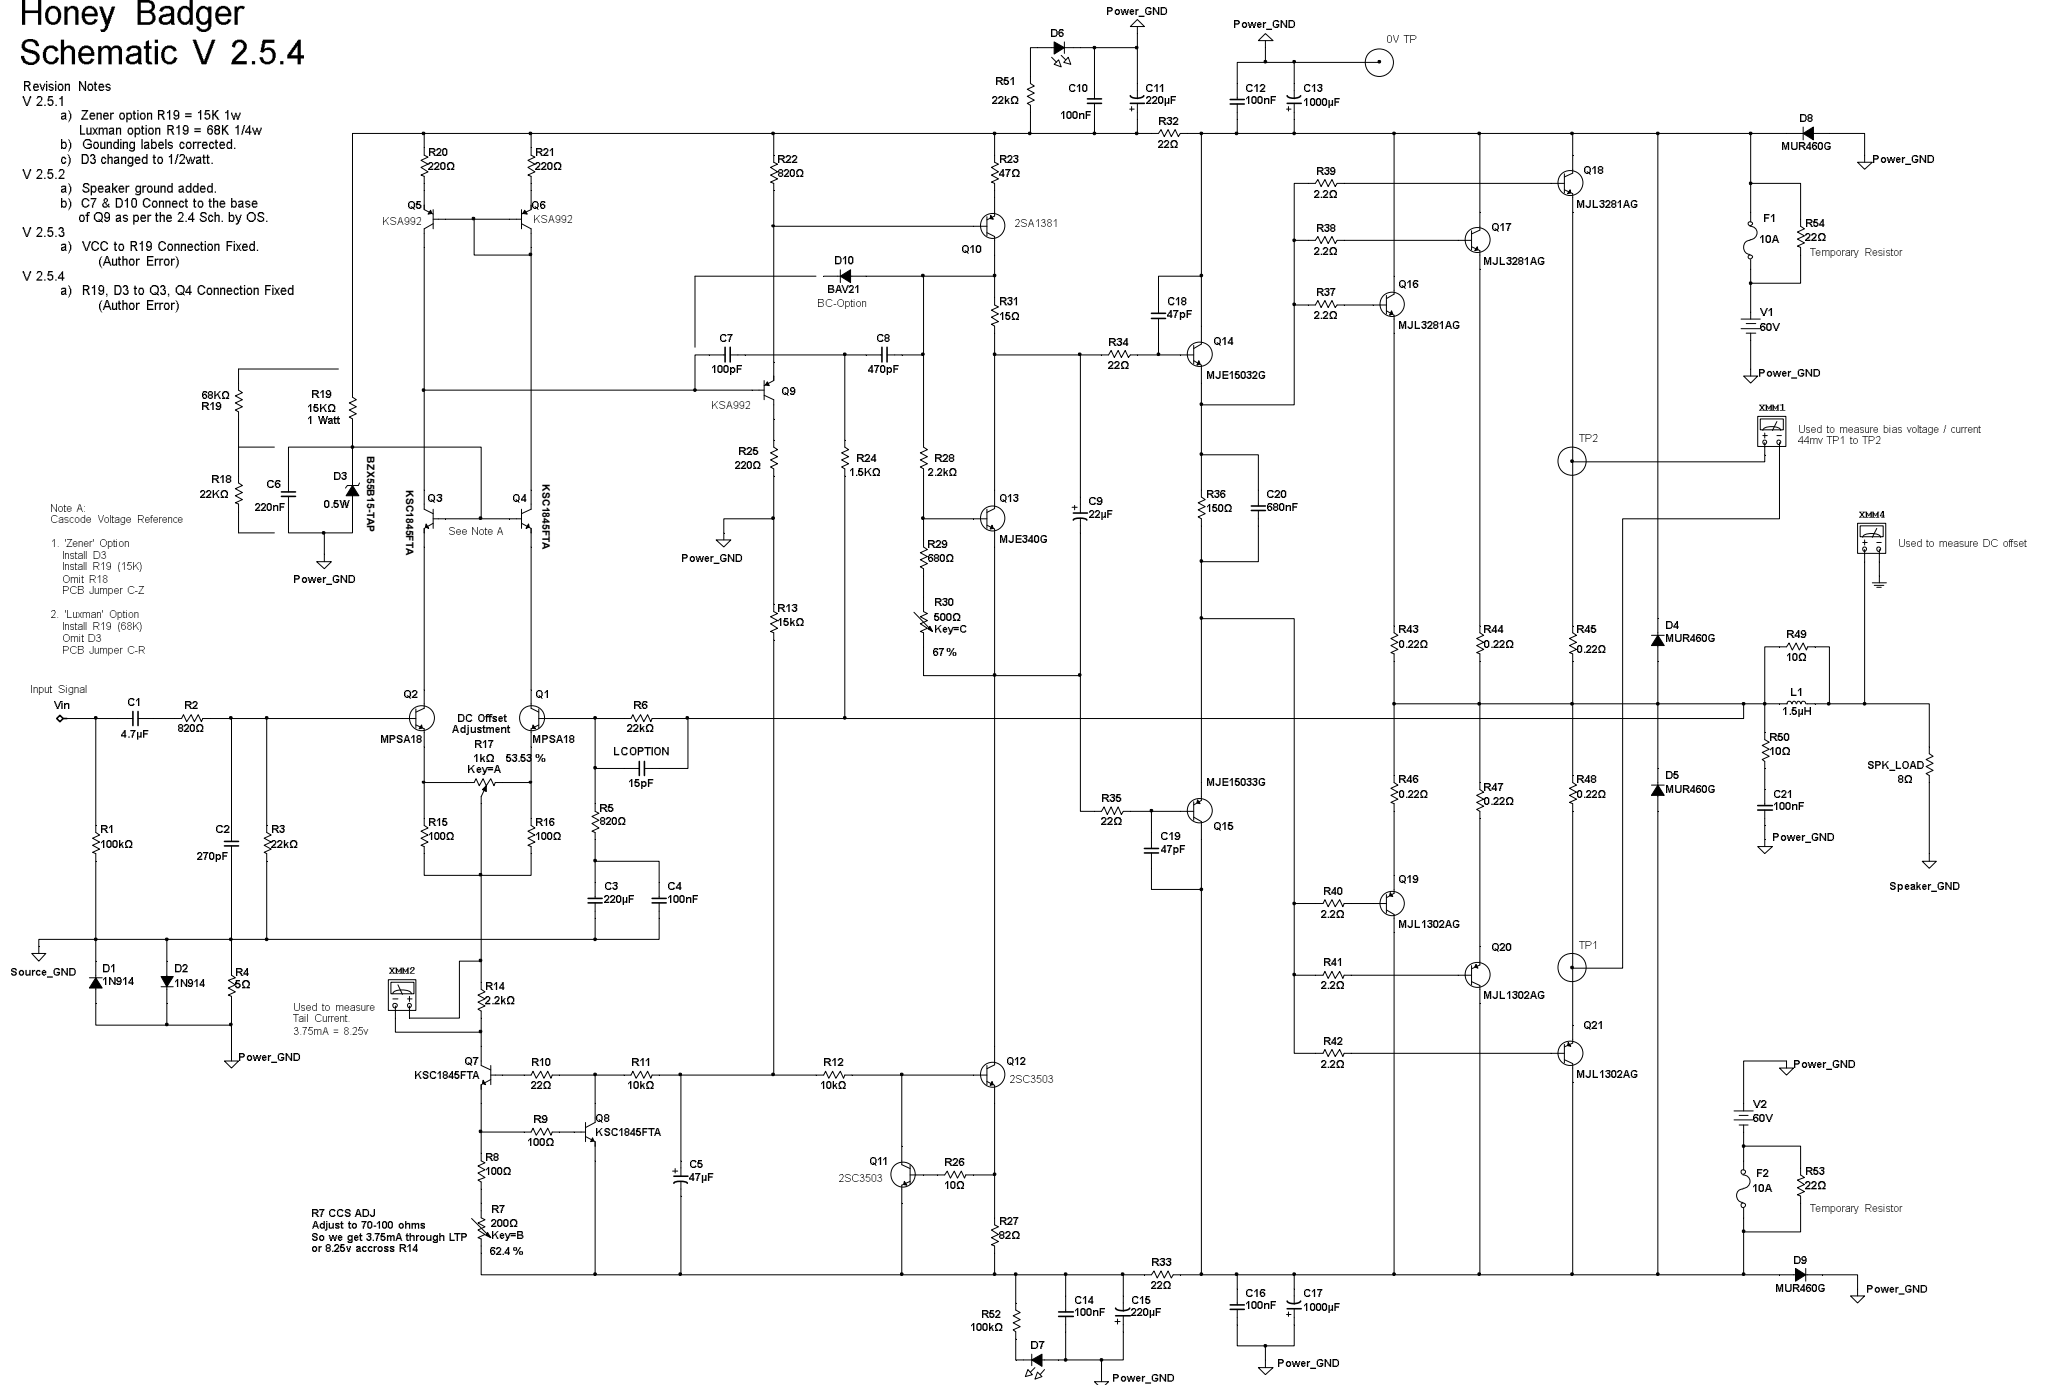 Honey Badger
Schematic V 2.5.4
Revision Notes
V 2.5.1
a) Zener option R19 = 15K 1w
Luxman option R19 = 68K 1/4w
b) Gounding labels corrected.
c) D3 changed to 1/2watt.
V 2.5.2
a) Speaker ground added.
b) C7 & D10 Connect to the base
of Q9 as per the 2.4 Sch. by OS.
V 2.5.3
a) VCC to R19 Connection Fixed.
(Author Error)
V 2.5.4
a) R19, D3 to Q3, Q4 Connection Fixed
(Author Error)
Power_GND
D6
R51
22kΩ
C10
100nF
C11
220µF
R32
22Ω
Power_GND
0V TP
C12
100nF
C13
1000µF
D8
MUR460G
Power_GND
R20
220Ω
R21
220Ω
R22
820Ω
R23
47Ω
Q5
KSA992
Q6
KSA992
2SA1381
Q10
D10
BAV21
BC-Option
R31
15Ω
C7
100pF
C8
470pF
Q9
KSA992
R34
22Ω
C18
47pF
Q14
MJE15032G
R39
2.2Ω
R38
2.2Ω
R37
2.2Ω
Q18
MJL3281AG
Q17
MJL3281AG
Q16
MJL3281AG
F1
10A
R54
22Ω
Temporary Resistor
V1
60V
Power_GND
XMM1
Used to measure bias voltage / current
44mv TP1 to TP2
TP2
68KΩ
R19
R19
15KΩ
1 Watt
R18
22KΩ
C6
220nF
D3
0.5W
BZX55B15-TAP
Power_GND
KSC1845FTA
Q3
See Note A
Q4
KSC1845FTA
Note A:
Cascode Voltage Reference
1. 'Zener' Option
Install D3
Install R19 (15K)
Omit R18
PCB Jumper C-Z
2. 'Luxman' Option
Install R19 (68K)
Omit D3
PCB Jumper C-R
R25
220Ω
R24
1.5KΩ
R28
2.2kΩ
Power_GND
Q13
MJE340G
R29
680Ω
R30
500Ω
Key=C
67 %
R13
15kΩ
C9
22µF
R36
150Ω
C20
680nF
XMM4
Used to measure DC offset
R43
0.22Ω
R44
0.22Ω
R45
0.22Ω
D4
MUR460G
R49
10Ω
L1
1.5µH
Input Signal
Vin
C1
4.7µF
R2
820Ω
Q2
MPSA18
DC Offset
Adjustment
R17
1kΩ
Key=A
53.53 %
Q1
MPSA18
R6
22kΩ
LCOPTION
15pF
R5
820Ω
R50
10Ω
C21
100nF
Power_GND
SPK_LOAD
8Ω
Speaker_GND
R46
0.22Ω
R47
0.22Ω
R48
0.22Ω
D5
MUR460G
MJE15033G
Q15
R35
22Ω
C19
47pF
R1
100kΩ
C2
270pF
R3
22kΩ
R15
100Ω
R16
100Ω
C3
220µF
C4
100nF
Q19
MJL1302AG
R40
2.2Ω
Q20
MJL1302AG
R41
2.2Ω
TP1
Q21
MJL1302AG
R42
2.2Ω
Source_GND
D1
1N914
D2
1N914
R4
5Ω
Power_GND
XMM2
Used to measure
Tail Current.
3.75mA = 8.25v
R14
2.2kΩ
Q7
KSC1845FTA
R10
22Ω
R11
10kΩ
R12
10kΩ
Q12
2SC3503
R9
100Ω
Q8
KSC1845FTA
R8
100Ω
C5
47µF
Q11
2SC3503
R26
10Ω
R7 CCS ADJ
Adjust to 70-100 ohms
So we get 3.75mA through LTP
or 8.25v accross R14
R7
200Ω
Key=B
62.4 %
R27
82Ω
Power_GND
V2
60V
F2
10A
R53
22Ω
Temporary Resistor
D9
MUR460G
Power_GND
R33
22Ω
R52
100kΩ
D7
C14
100nF
C15
220µF
Power_GND
C16
100nF
C17
1000µF
Power_GND